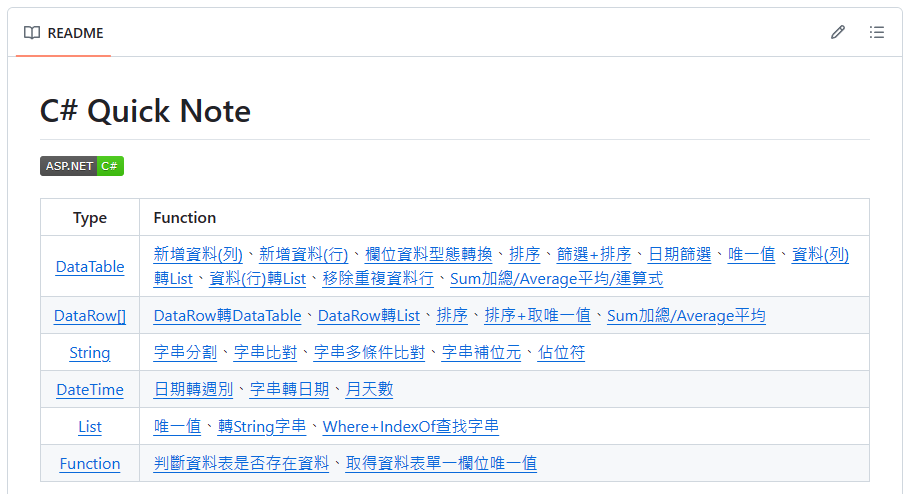 README
C# Quick Note
ASP.NET C#
Type Function
DataTable 新增資料(列)、新增資料(行)、欄位資料型態轉換、排序、篩選+排序、日期篩選、唯一值、資料(列)
轉List、資料(行)轉List、移除重複資料行、Sum加總/Average平均/運算式
DataRow[] DataRow轉DataTable、DataRow轉List、排序、排序+取唯一值、Sum加總/Average平均
String 字串分割、字串比對、字串多條件比對、字串補位元、佔位符
DateTime 日期轉週別、字串轉日期、月天數
List 唯一值、轉String字串、Where+IndexOf查找字串
Function 判斷資料表是否存在資料、取得資料表單一欄位唯一值